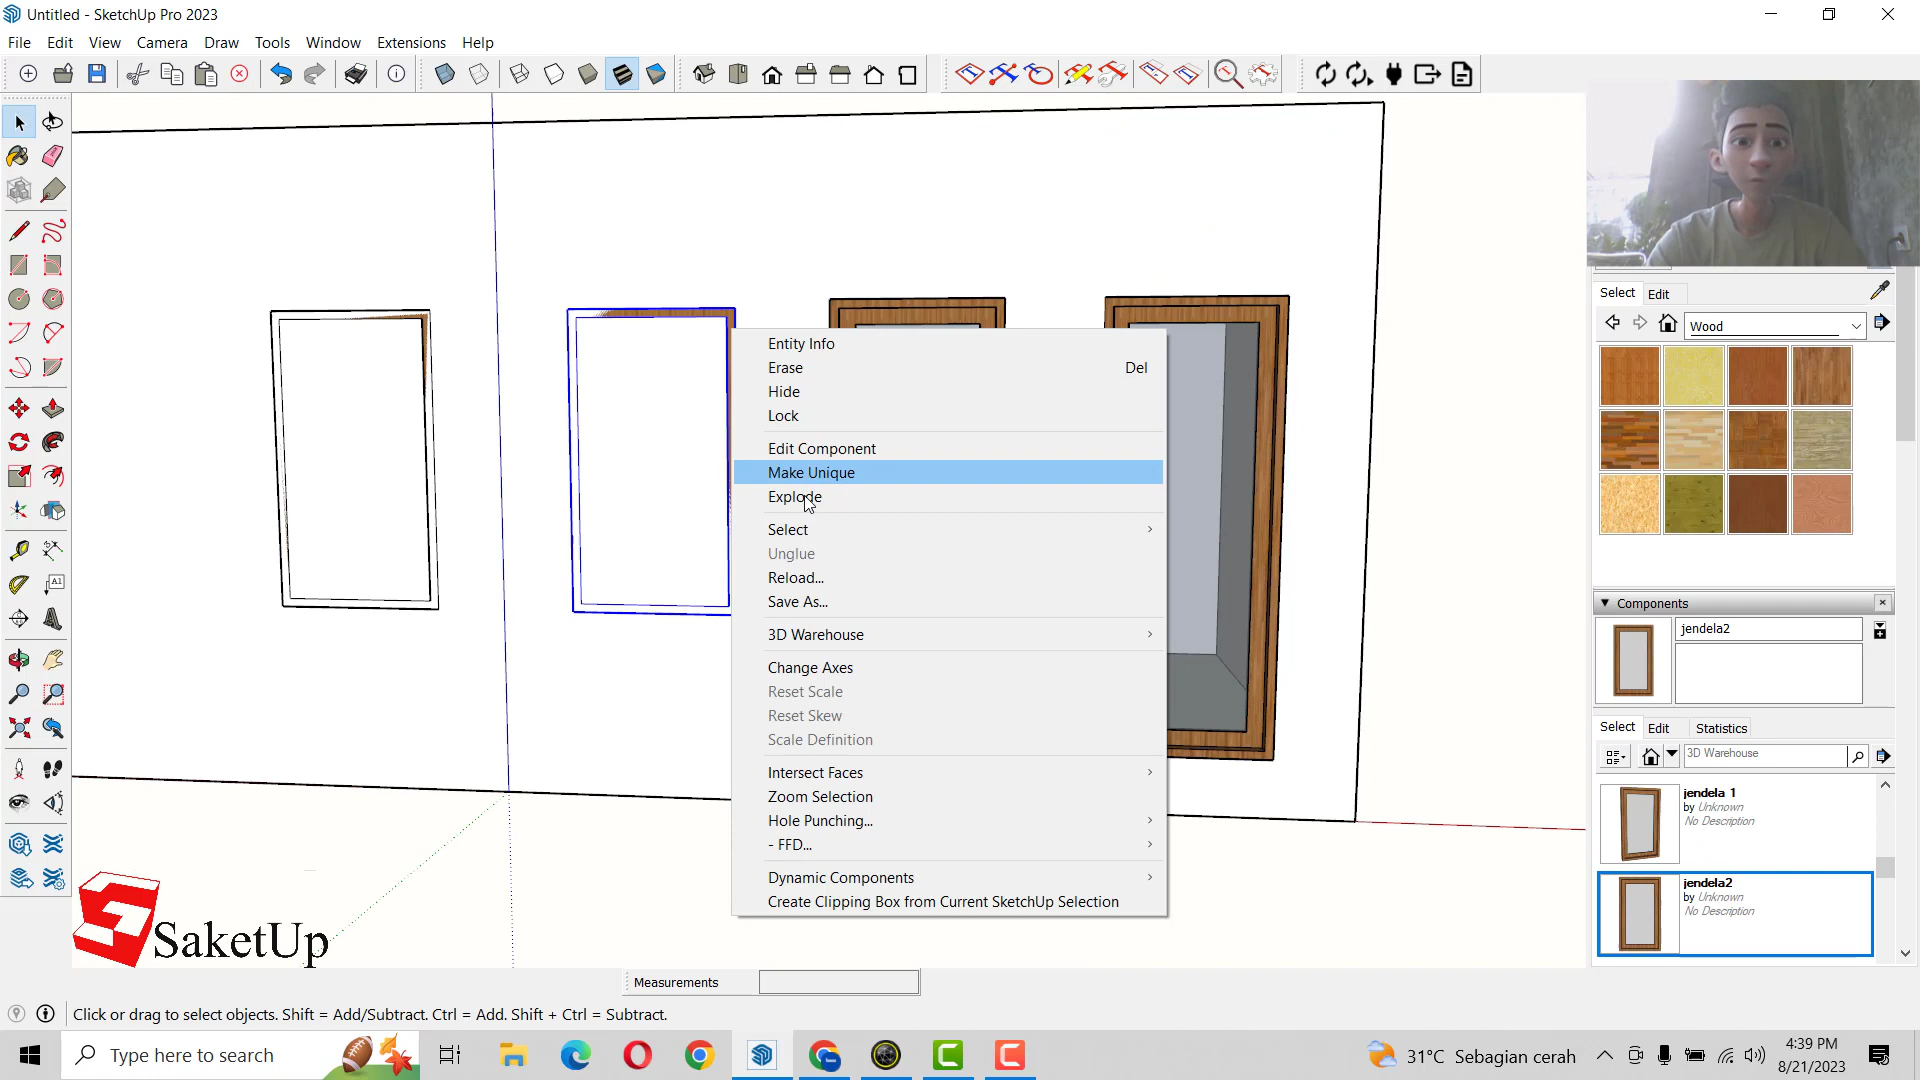 Untitled - SketchUp Pro 2023
File Edit View Camera Draw Tools Window Extensions Help
Select Edit
Wood
Entity Info
Erase Del
Hide
Lock
Edit Component
Make Unique
Explode
Select
Unglue
Reload...
Save As...
3D Warehouse
Change Axes
Reset Scale
Reset Skew
Scale Definition
Intersect Faces
Zoom Selection
Hole Punching...
- FFD...
Dynamic Components
Create Clipping Box from Current SketchUp Selection
Components
jendela2
Select Edit Statistics
3D Warehouse
jendela 1
by Unknown
No Description
jendela2
by Unknown
No Description
A1
SaketUp
Measurements
Click or drag to select objects. Shift = Add/Subtract. Ctrl = Add. Shift + Ctrl = Subtract.
Type here to search
31°C Sebagian cerah
4:39 PM
8/21/2023